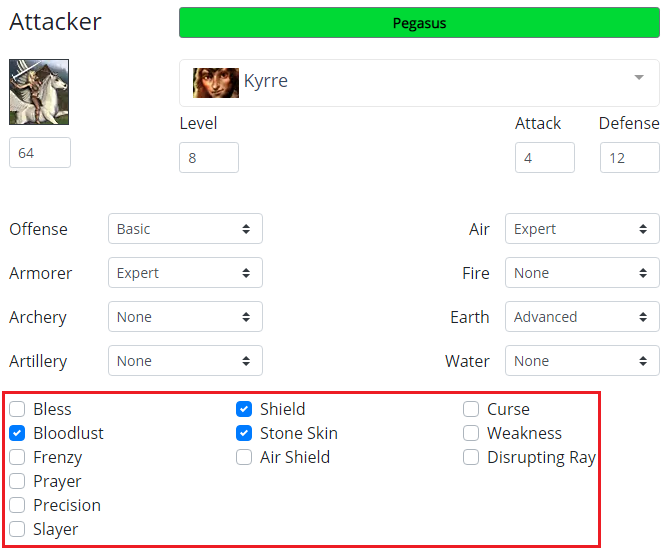 Attacker
Pegasus
Kyrre
Level Attack Defense
64 8 4 12
Offense Basic Air Expert
Armorer Expert Fire None
Archery None Earth Advanced
Artillery None Water None
Bless Shield Curse
Bloodlust Stone Skin Weakness
Frenzy Air Shield Disrupting Ray
Prayer
Precision
Slayer